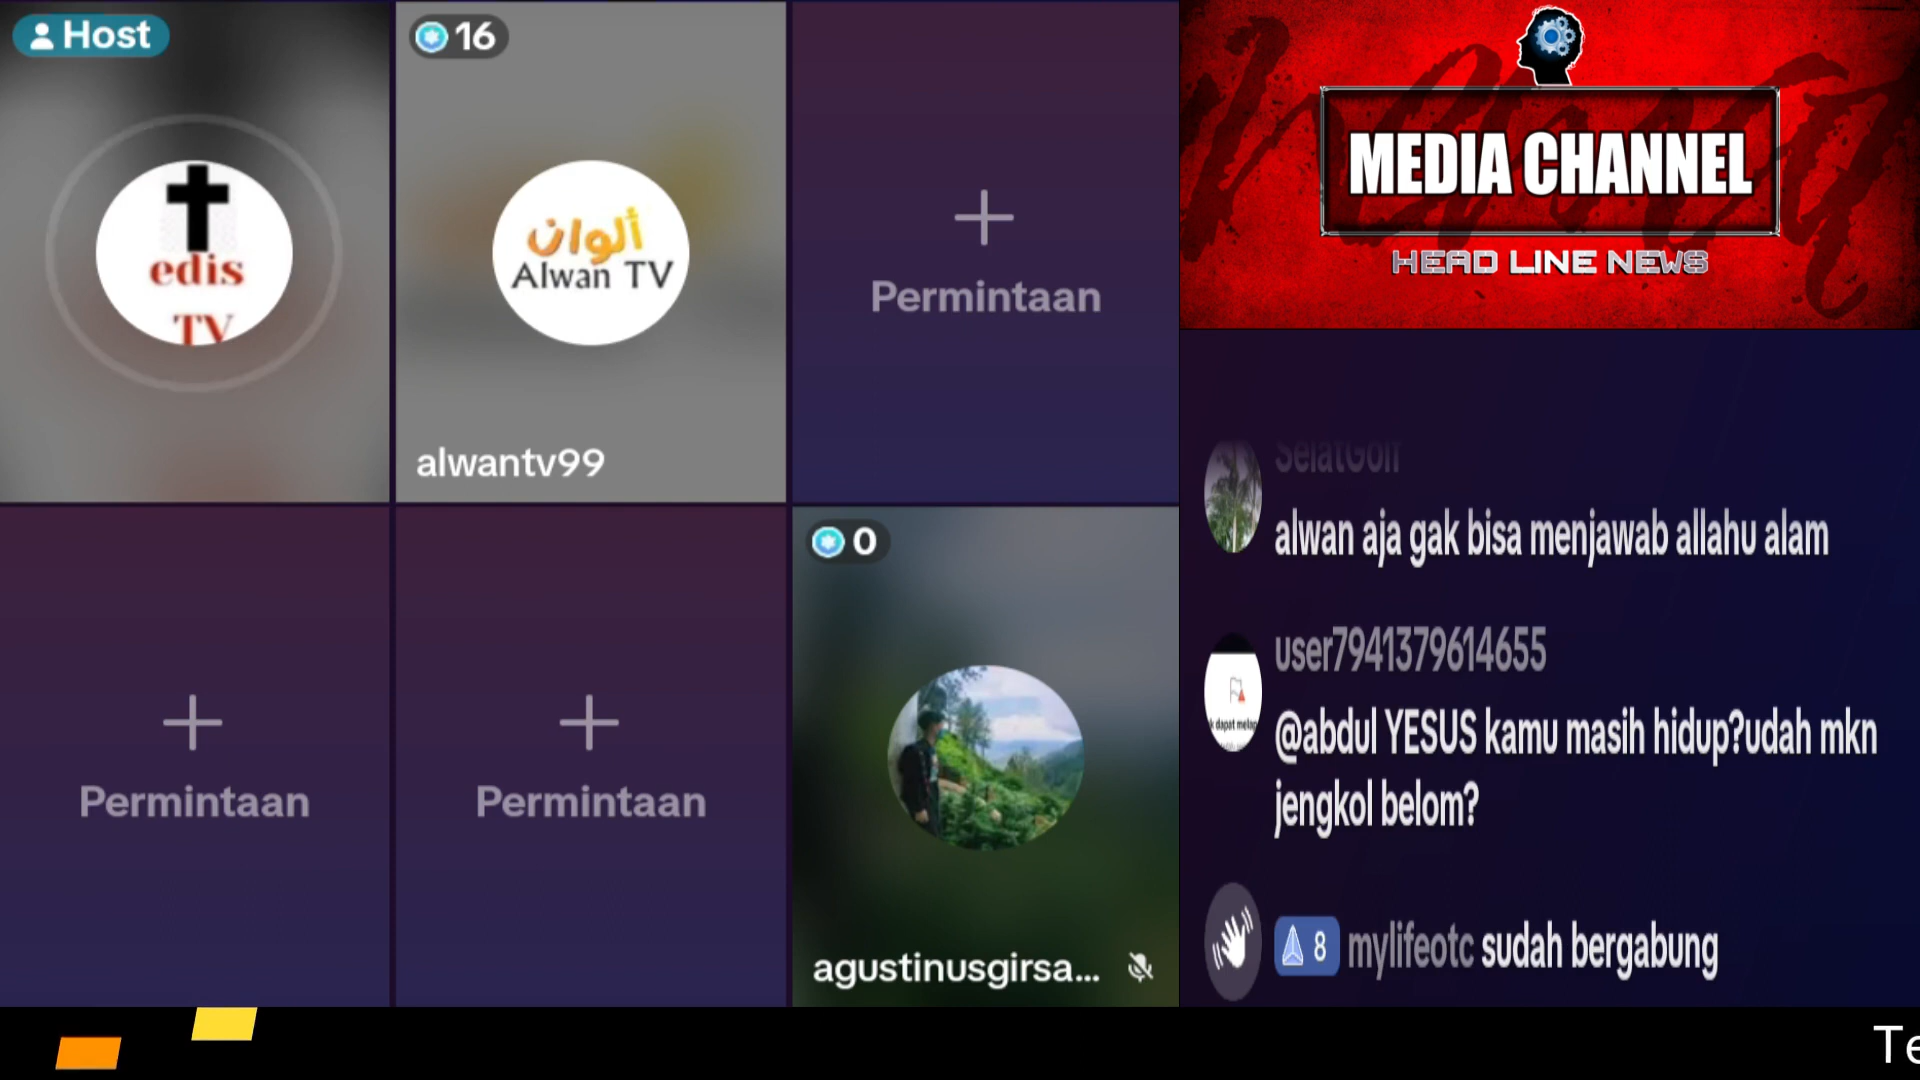 Host
edis
TV
16
ألوان
Alwan TV
alwantv99
Permintaan
Permintaan
Permintaan
0
agustinusgirsa...
MEDIA CHANNEL
HEAD LINE NEWS
SelatGolf
alwan aja gak bisa menjawab allahu alam
user7941379614655
@abdul YESUS kamu masih hidup?udah mkn
jengkol belom?
8 mylifeotc sudah bergabung
Te